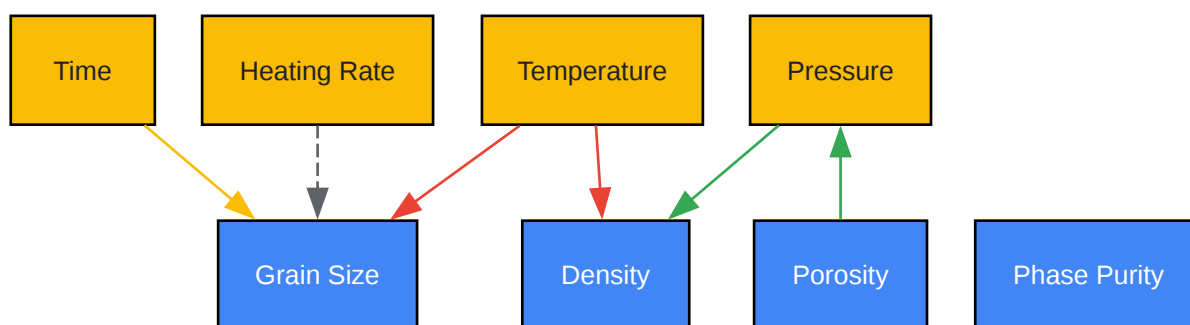 Time
Heating Rate
Temperature
Pressure
Grain Size
Density
Porosity
Phase Purity